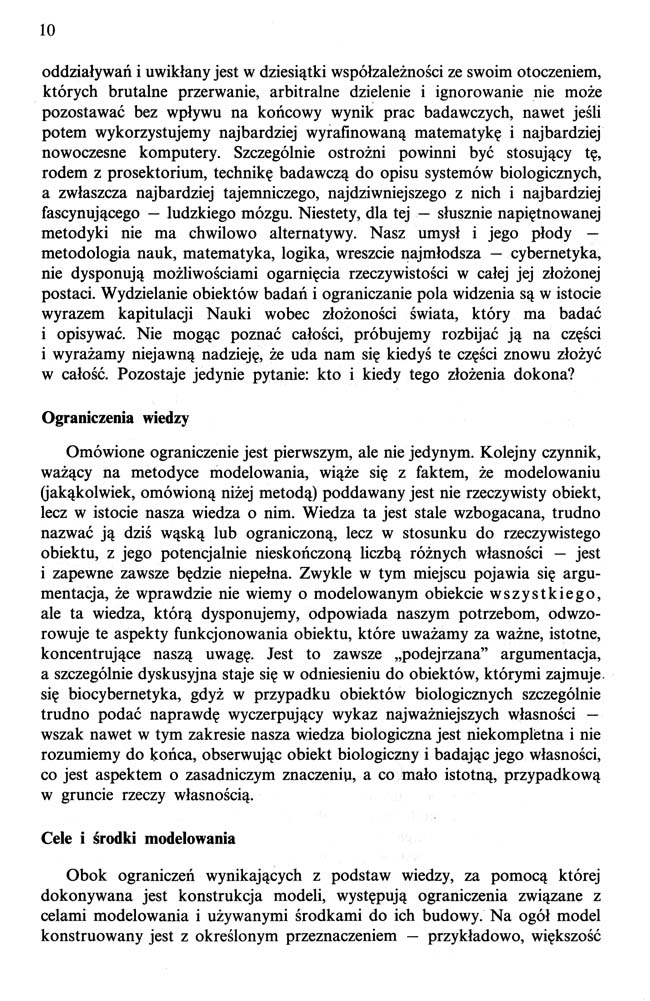 10
oddziaływań i uwikłany jest w dziesiątki współzależności ze swoim otoczeniem,
których brutalne przerwanie, arbitralne dzielenie i ignorowanie nie może
pozostawać bez wpływu na końcowy wynik prac badawczych, nawet jeśli
potem wykorzystujemy najbardziej wyrafinowaną matematykę i najbardziej
nowoczesne komputery. Szczególnie ostrożni powinni być stosujący tę,
rodem z prosektorium, technikę badawczą do opisu systemów biologicznych,
a zwłaszcza najbardziej tajemniczego, najdziwniejszego z nich i najbardziej
fascynującego — ludzkiego mózgu. Niestety, dla tej — słusznie napiętnowanej
metodyki nie ma chwilowo alternatywy. Nasz umysł i jego płody —
metodologia nauk, matematyka, logika, wreszcie najmłodsza — cybernetyka,
nie dysponują możliwościami ogarnięcia rzeczywistości w całej jej złożonej
postaci. Wydzielanie obiektów badań i ograniczanie pola widzenia są w istocie
wyrazem kapitulacji Nauki wobec złożoności świata, który ma badać
i opisywać. Nie mogąc poznać całości, próbujemy rozbijać ją na części
i wyrażamy niejawną nadzieję, że uda nam się kiedyś te części znowu złożyć
w całość. Pozostaje jedynie pytanie: kto i kiedy tego złożenia dokona?
Ograniczenia wiedzy
Omówione ograniczenie jest pierwszym, ale nie jedynym. Kolejny czynnik,
ważący na metodyce modelowania, wiąże się z faktem, że modelowaniu
(jakąkolwiek, omówioną niżej metodą) poddawany jest nie rzeczywisty obiekt,
lecz w istocie nasza wiedza o nim. Wiedza ta jest stale wzbogacana, trudno
nazwać ją dziś wąską lub ograniczoną, lecz w stosunku do rzeczywistego
obiektu, z jego potencjalnie nieskończoną liczbą różnych własności — jest
i zapewne zawsze będzie niepełna. Zwykle w tym miejscu pojawia się argu-
mentacja, że wprawdzie nie wiemy o modelowanym obiekcie wszystkiego,
ale ta wiedza, którą dysponujemy, odpowiada naszym potrzebom, odwzo-
rowuje te aspekty funkcjonowania obiektu, które uważamy za ważne, istotne,
koncentrujące naszą uwagę. Jest to zawsze „podejrzana” argumentacja,
a szczególnie dyskusyjna staje się w odniesieniu do obiektów, którymi zajmuje
się biocybernetyka, gdyż w przypadku obiektów biologicznych szczególnie
trudno podać naprawdę wyczerpujący wykaz najważniejszych własności —
wszak nawet w tym zakresie nasza wiedza biologiczna jest niekompletna i nie
rozumiemy do końca, obserwując obiekt biologiczny i badając jego własności,
co jest aspektem o zasadniczym znaczeniu, a co mało istotną, przypadkową
w gruncie rzeczy własnością.
Cele i środki modelowania
Obok ograniczeń wynikających z podstaw wiedzy, za pomocą której
dokonywana jest konstrukcja modeli, występują ograniczenia związane z
celami modelowania i używanymi środkami do ich budowy. Na ogół model
konstruowany jest z określonym przeznaczeniem — przykładowo, większość